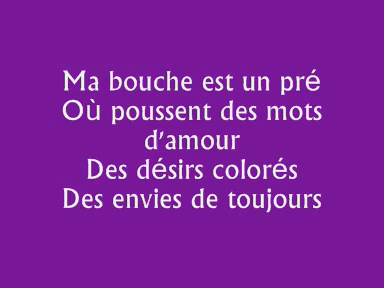 Ma bouche est un pré
Où poussent des mots
d'amour
Des désirs colorés
Des envies de toujours